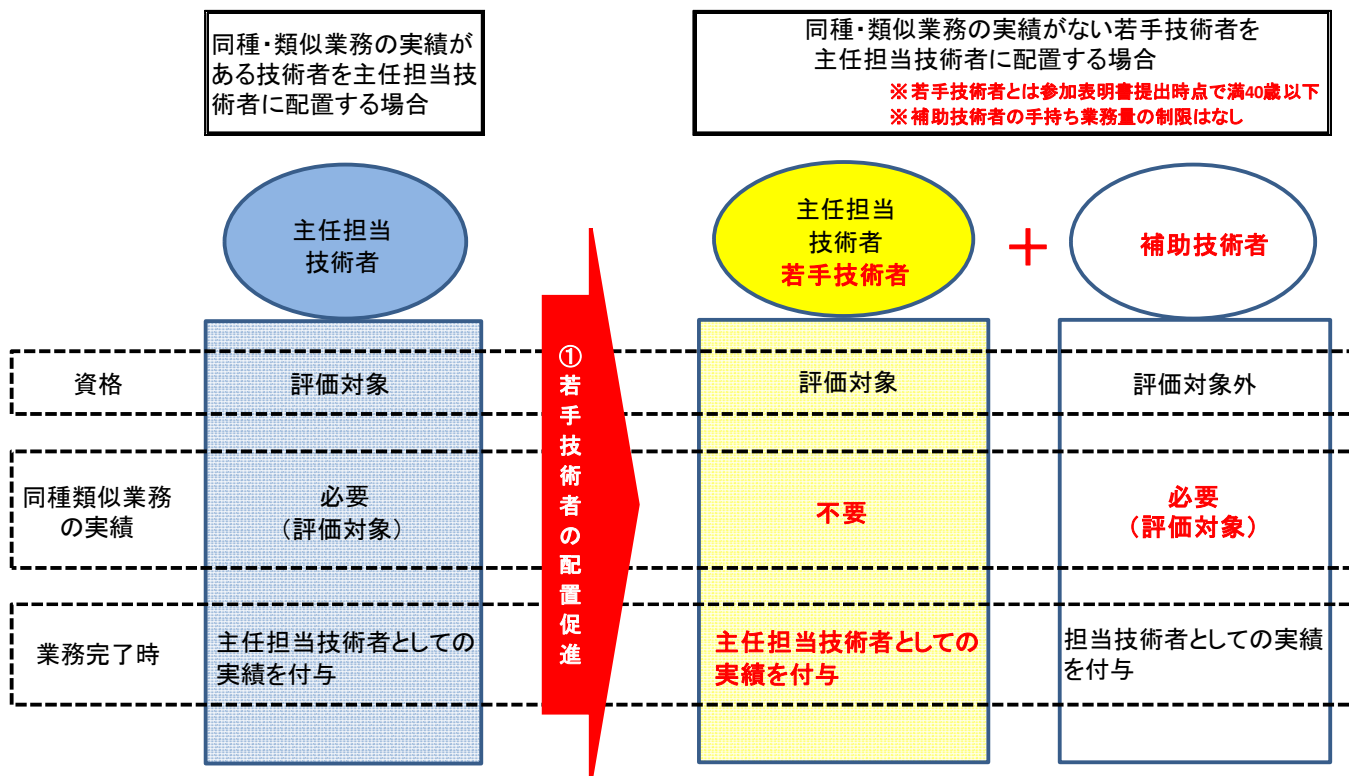 同種・類似業務の実績が
ある技術者を主任担当技
術者に配置する場合
同種・類似業務の実績がない若手技術者を
主任担当技術者に配置する場合
※若手技術者とは参加表明書提出時点で満40歳以下
※補助技術者の手持ち業務量の制限はなし
主任担当
技術者
主任担当
技術者
若手技術者
＋
補助技術者
①若手技術者の配置促進
資格
評価対象
評価対象
評価対象外
同種類似業務
の実績
必要
（評価対象）
不要
必要
（評価対象）
業務完了時
主任担当技術者としての
実績を付与
主任担当技術者としての
実績を付与
担当技術者としての実績
を付与